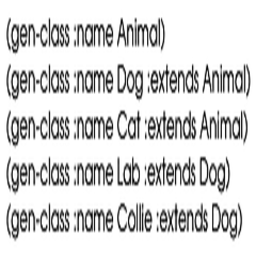 (gen-class :name Animal)
(gen-class :name Dog :extends Animal)
(gen-class :name Cat :extends Animal)
(gen-class :name Lab :extends Dog)
(gen-class :name Collie :extends Dog)